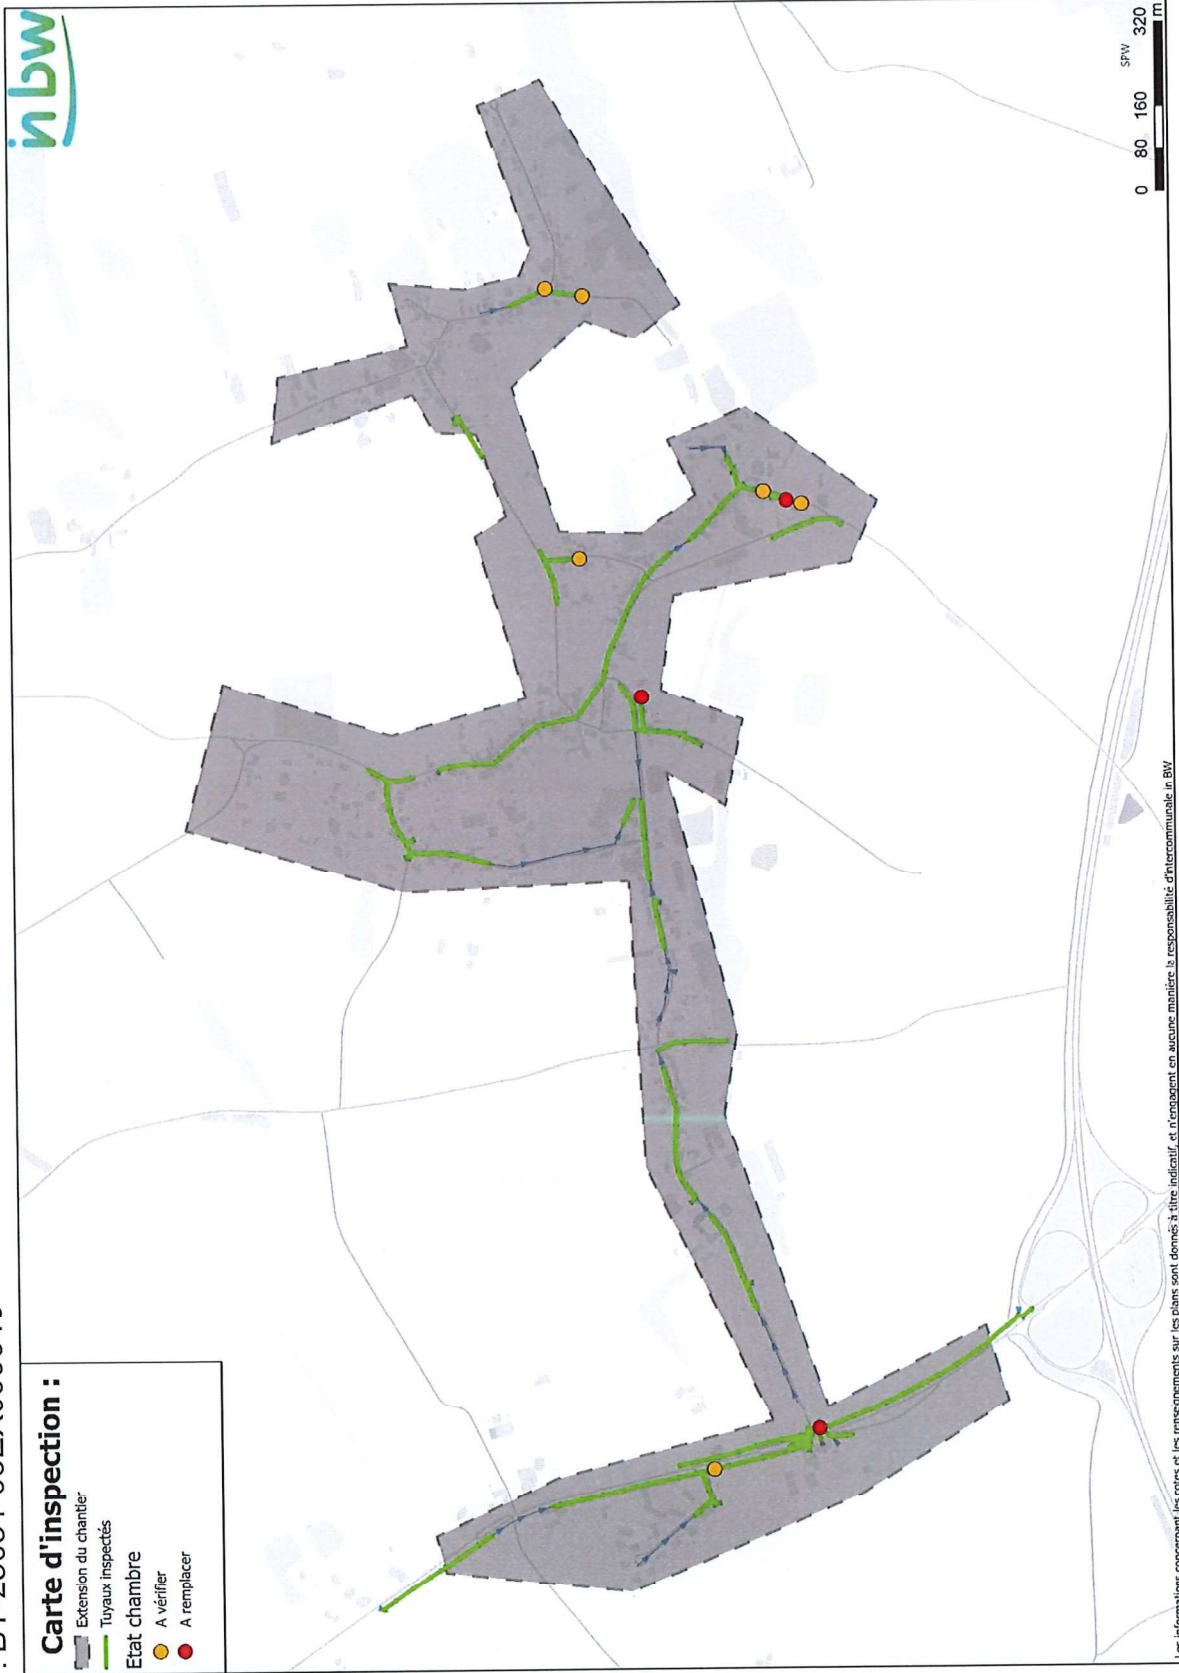 in bw
Carte d'inspection :
Extension du chantier
Tuyaux inspectés
Etat chambre
A vérifier
A remplacer
SPW
0 80 160 320
m
Les informations concernant les cotes et les renseignements sur les plans sont donnés à titre indicatif, et n'engagent en aucune manière la responsabilité d'Intercommunale in BW